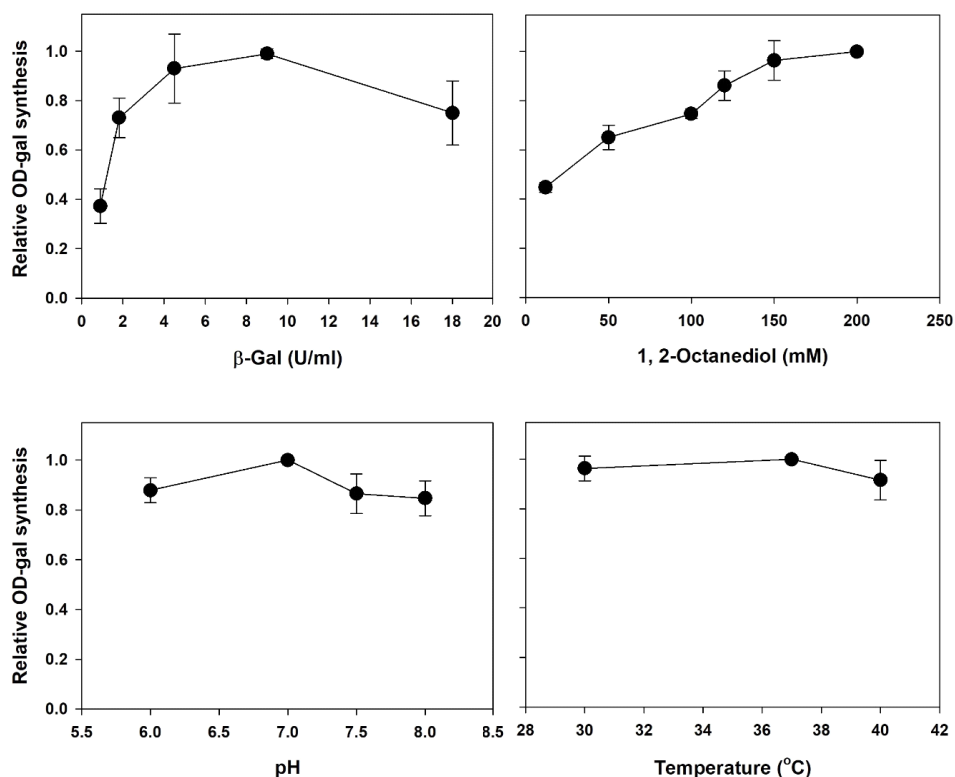 Relative OD-gal synthesis
1.0
0.8
0.6
0.4
0.2
0.0
0 2 4 6 8 10 12 14 16 18 20
β-Gal (U/ml)
0 50 100 150 200 250
1, 2-Octanediol (mM)
Relative OD-gal synthesis
1.0
0.8
0.6
0.4
0.2
0.0
5.5 6.0 6.5 7.0 7.5 8.0 8.5
pH
28 30 32 34 36 38 40 42
Temperature (°C)